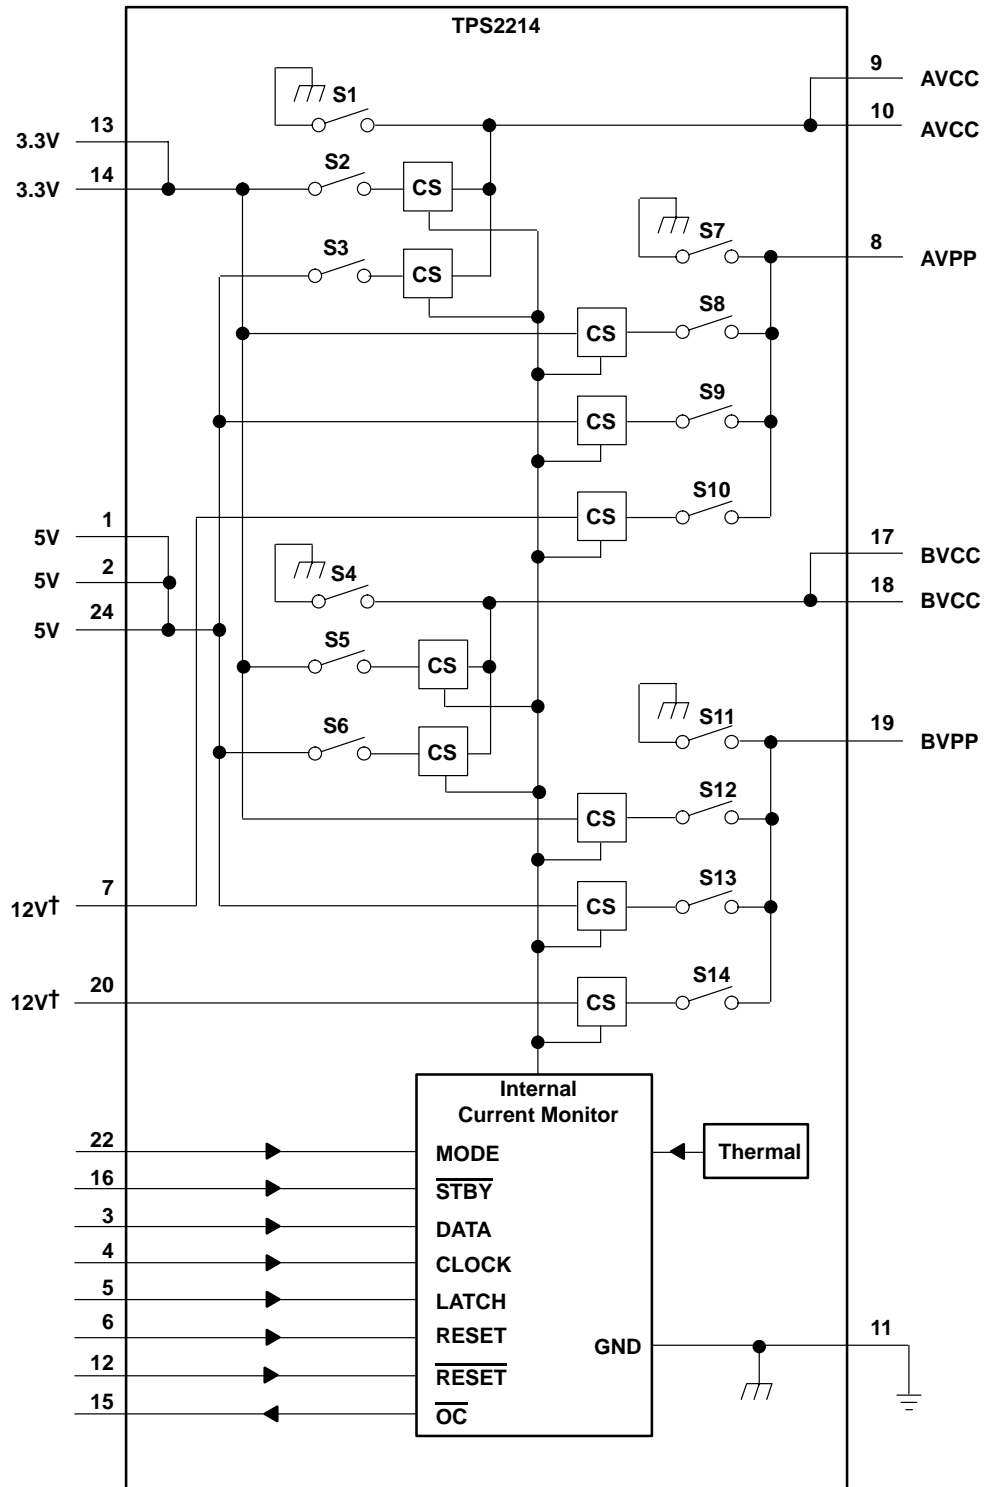 TPS2214
9
AVCC
S1
10
AVCC
13
3.3V
14
3.3V
S2
CS
S7
8
AVPP
S3
CS
S8
CS
S9
CS
S10
CS
1
5V
2
5V
24
5V
17
BVCC
S4
18
BVCC
S5
CS
S11
19
BVPP
S6
CS
S12
CS
7
12V†
S13
CS
20
12V†
S14
CS
Internal
Current Monitor
22
MODE
Thermal
16
STBY
3
DATA
4
CLOCK
5
LATCH
6
RESET
GND
11
12
RESET
15
OC